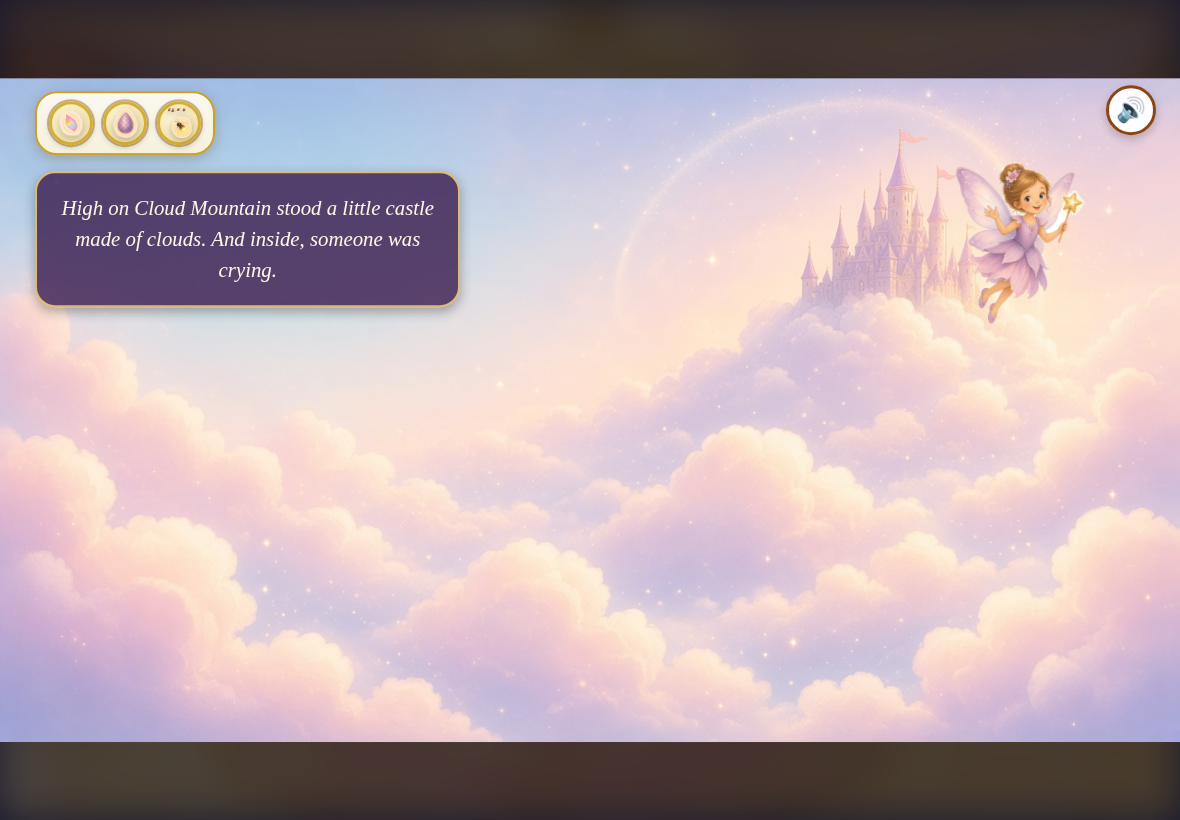 High on Cloud Mountain stood a little castle
made of clouds. And inside, someone was
crying.